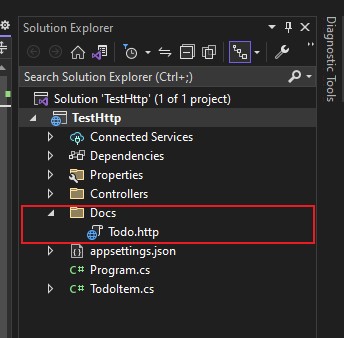 Solution Explorer
Search Solution Explorer (Ctrl+;)
Solution 'TestHttp' (1 of 1 project)
TestHttp
Connected Services
Dependencies
Properties
Controllers
Docs
Todo.http
appsettings.json
C# Program.cs
C# TodoItem.cs
Diagnostic Tools